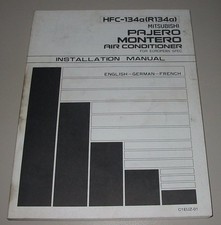 HFC-134a(R134a)
MITSUBISHI
PAJERO
MONTERO
AIR CONDITIONER
FOR EUROPEAN SPEC.
INSTALLATION MANUAL
ENGLISH-GERMAN-FRENCH